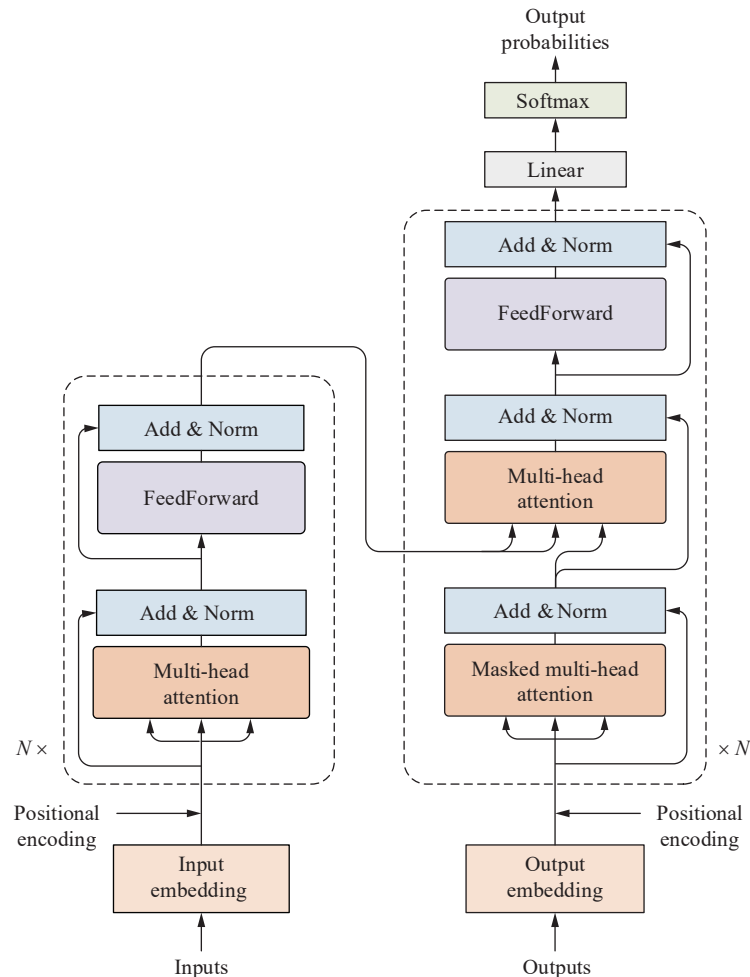 Output
probabilities
Softmax
Linear
Add & Norm
FeedForward
Add & Norm
Multi-head
attention
Add & Norm
Masked multi-head
attention
× N
Positional
encoding
Output
embedding
Outputs
Add & Norm
FeedForward
Add & Norm
Multi-head
attention
N ×
Positional
encoding
Input
embedding
Inputs